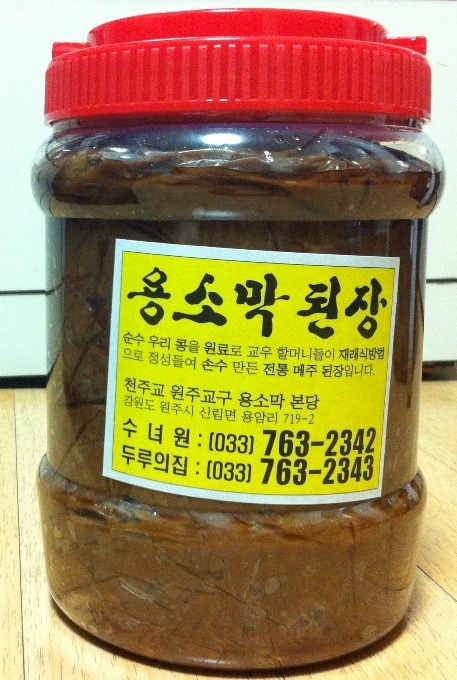 용소막 된장
순수 우리 콩을 원료로 교우 할머니들이 재래식방법
으로 정성들여 손수 만든 전통 메주 된장입니다.
천주교 원주교구 용소막 본당
강원도 원주시 신림면 용암리 719-2
수 녀 원 : (033) 763-2342
두루의집 : (033) 763-2343